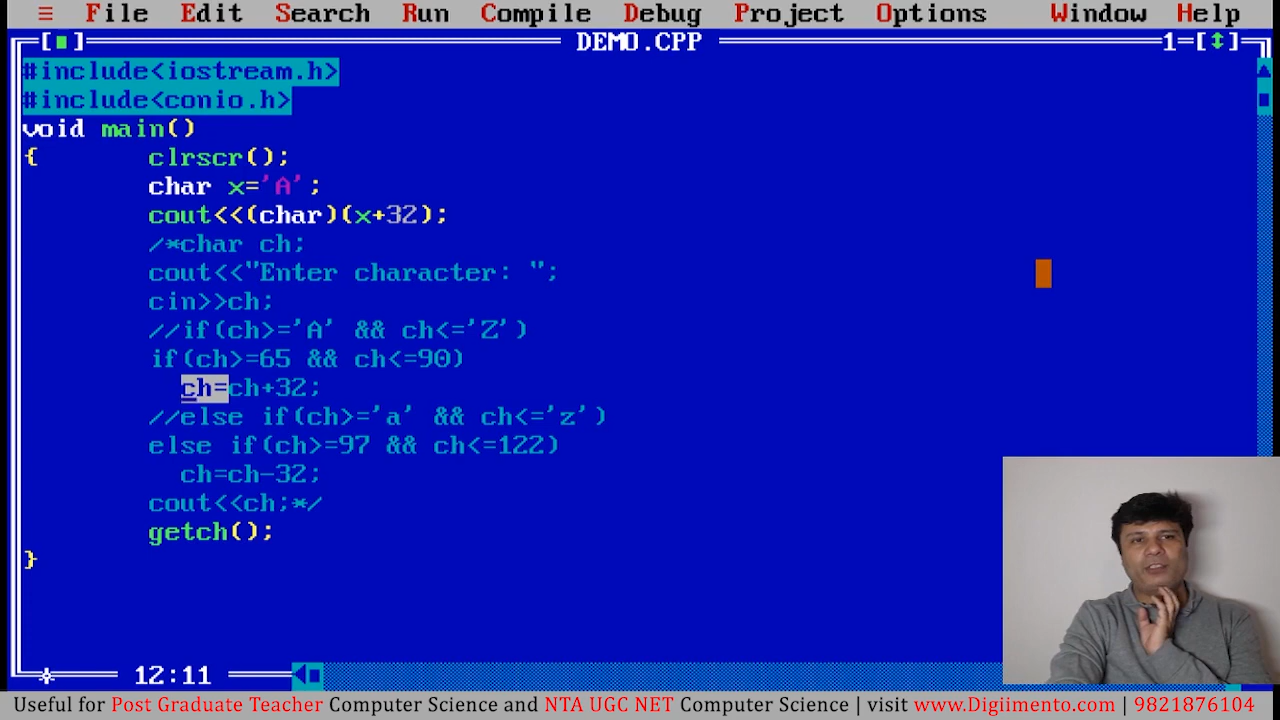 ≡ File Edit Search Run Compile Debug Project Options Window Help
[■] DEMO.CPP 1=[↕]
#include<iostream.h>
#include<conio.h>
void main()
{ clrscr();
char x='A';
cout<<(char)(x+32);
/*char ch;
cout<<"Enter character: ";
cin>>ch;
//if(ch>='A' && ch<='Z')
if(ch>=65 && ch<=90)
ch=ch+32;
//else if(ch>='a' && ch<='z')
else if(ch>=97 && ch<=122)
ch=ch-32;
cout<<ch;*/
getch();
}
12:11
Useful for Post Graduate Teacher Computer Science and NTA UGC NET Computer Science | visit www.Digiimento.com | 9821876104